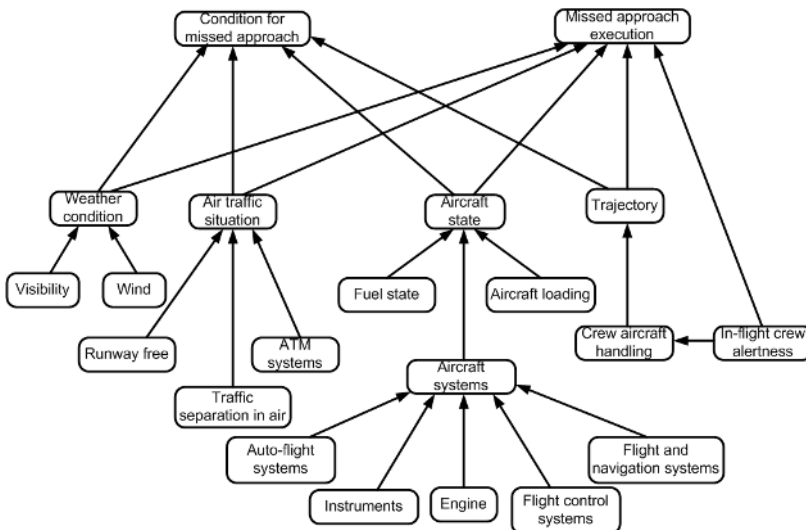 Condition for
missed approach
Missed approach
execution
Weather
condition
Air traffic
situation
Aircraft
state
Trajectory
Visibility
Wind
Fuel state
Aircraft loading
Runway free
ATM
systems
Crew aircraft
handling
In-flight crew
alertness
Traffic
separation in air
Aircraft
systems
Auto-flight
systems
Flight and
navigation systems
Instruments
Engine
Flight control
systems